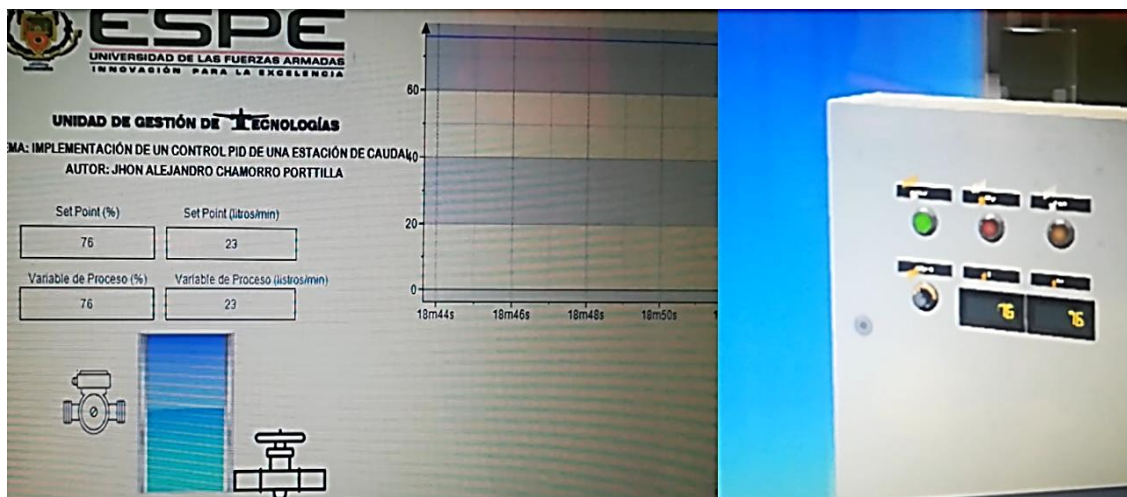 ESPE
UNIVERSIDAD DE LAS FUERZAS ARMADAS
INNOVACIÓN PARA LA EXCELENCIA
UNIDAD DE GESTIÓN DE TECNOLOGÍAS
MA: IMPLEMENTACIÓN DE UN CONTROL PID DE UNA ESTACIÓN DE CAUDAL
AUTOR: JHON ALEJANDRO CHAMORRO PORTTILLA
Set Point (%)
Set Point (litros/min)
76
23
Variable de Proceso (%)
Variable de Proceso (listros/min)
76
23
60
40
20
0
18m44s
18m46s
18m48s
18m50s
76
76